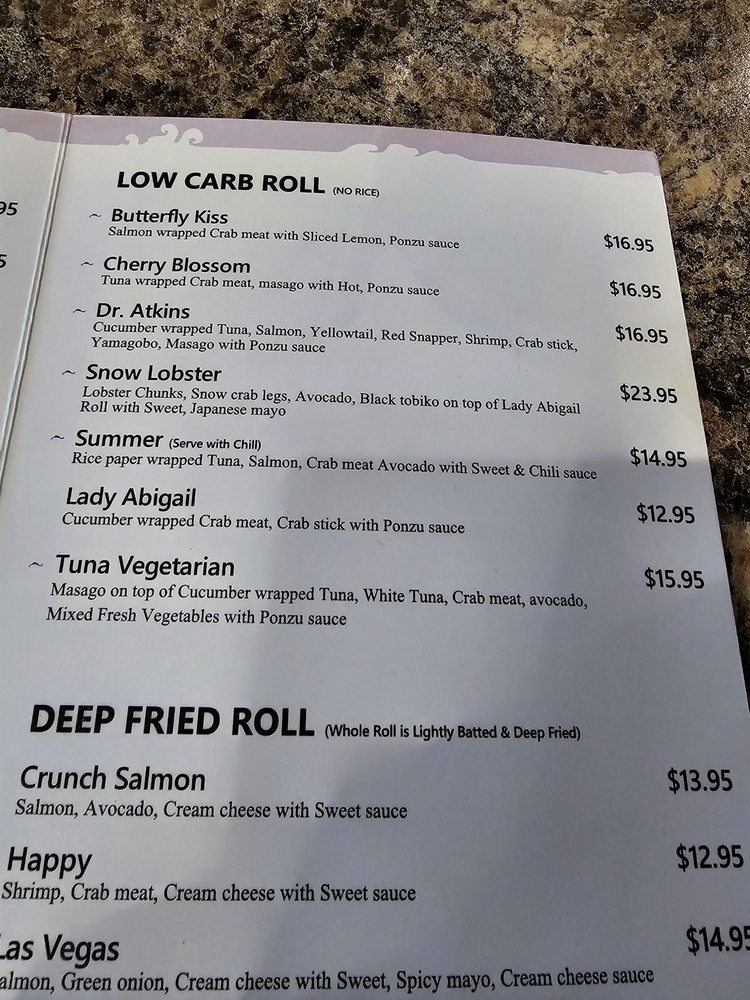 95
5
LOW CARB ROLL (NO RICE)
~ Butterfly Kiss $16.95
Salmon wrapped Crab meat with Sliced Lemon, Ponzu sauce
~ Cherry Blossom $16.95
Tuna wrapped Crab meat, masago with Hot, Ponzu sauce
~ Dr. Atkins $16.95
Cucumber wrapped Tuna, Salmon, Yellowtail, Red Snapper, Shrimp, Crab stick,
Yamagobo, Masago with Ponzu sauce
~ Snow Lobster $23.95
Lobster Chunks, Snow crab legs, Avocado, Black tobiko on top of Lady Abigail
Roll with Sweet, Japanese mayo
~ Summer (Serve with Chill) $14.95
Rice paper wrapped Tuna, Salmon, Crab meat Avocado with Sweet & Chili sauce
Lady Abigail $12.95
Cucumber wrapped Crab meat, Crab stick with Ponzu sauce
~ Tuna Vegetarian $15.95
Masago on top of Cucumber wrapped Tuna, White Tuna, Crab meat, avocado,
Mixed Fresh Vegetables with Ponzu sauce
DEEP FRIED ROLL (Whole Roll is Lightly Batted & Deep Fried)
Crunch Salmon $13.95
Salmon, Avocado, Cream cheese with Sweet sauce
Happy $12.95
Shrimp, Crab meat, Cream cheese with Sweet sauce
Las Vegas $14.95
almon, Green onion, Cream cheese with Sweet, Spicy mayo, Cream cheese sauce